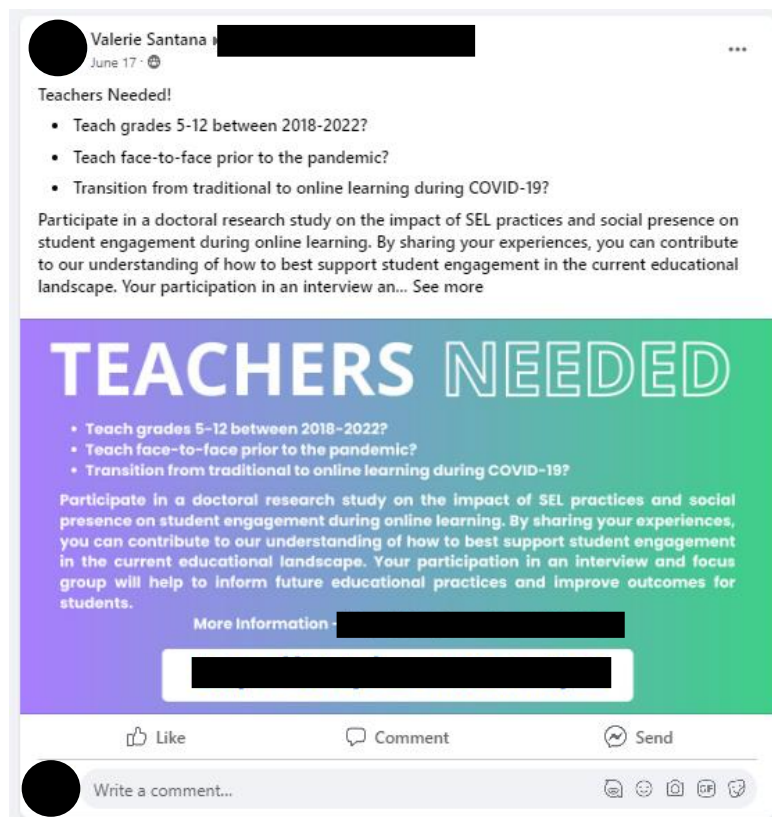 Valerie Santana
June 17 ·
Teachers Needed!
• Teach grades 5-12 between 2018-2022?
• Teach face-to-face prior to the pandemic?
• Transition from traditional to online learning during COVID-19?
Participate in a doctoral research study on the impact of SEL practices and social presence on
student engagement during online learning. By sharing your experiences, you can contribute
to our understanding of how to best support student engagement in the current educational
landscape. Your participation in an interview an... See more
TEACHERS NEEDED
• Teach grades 5-12 between 2018-2022?
• Teach face-to-face prior to the pandemic?
• Transition from traditional to online learning during COVID-19?
Participate in a doctoral research study on the impact of SEL practices and social
presence on student engagement during online learning. By sharing your experiences,
you can contribute to our understanding of how to best support student engagement
in the current educational landscape. Your participation in an interview and focus
group will help to inform future educational practices and improve outcomes for
students.
More Information -
Like Comment Send
Write a comment...
GIF